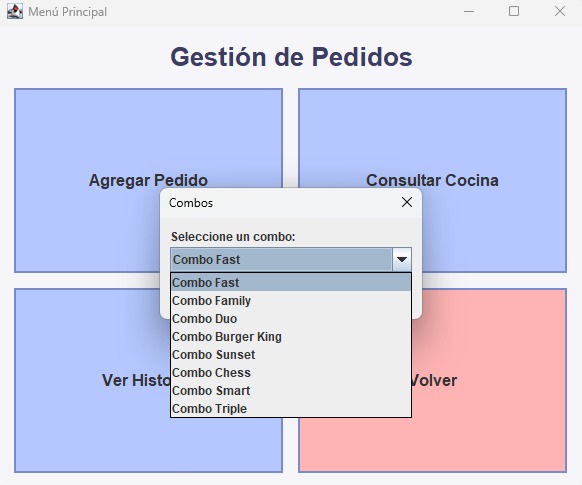 Menú Principal
Gestión de Pedidos
Agregar Pedido
Consultar Cocina
Combos
Seleccione un combo:
Combo Fast
Combo Fast
Combo Family
Combo Duo
Combo Burger King
Combo Sunset
Combo Chess
Combo Smart
Combo Triple
Ver Histo
Volver